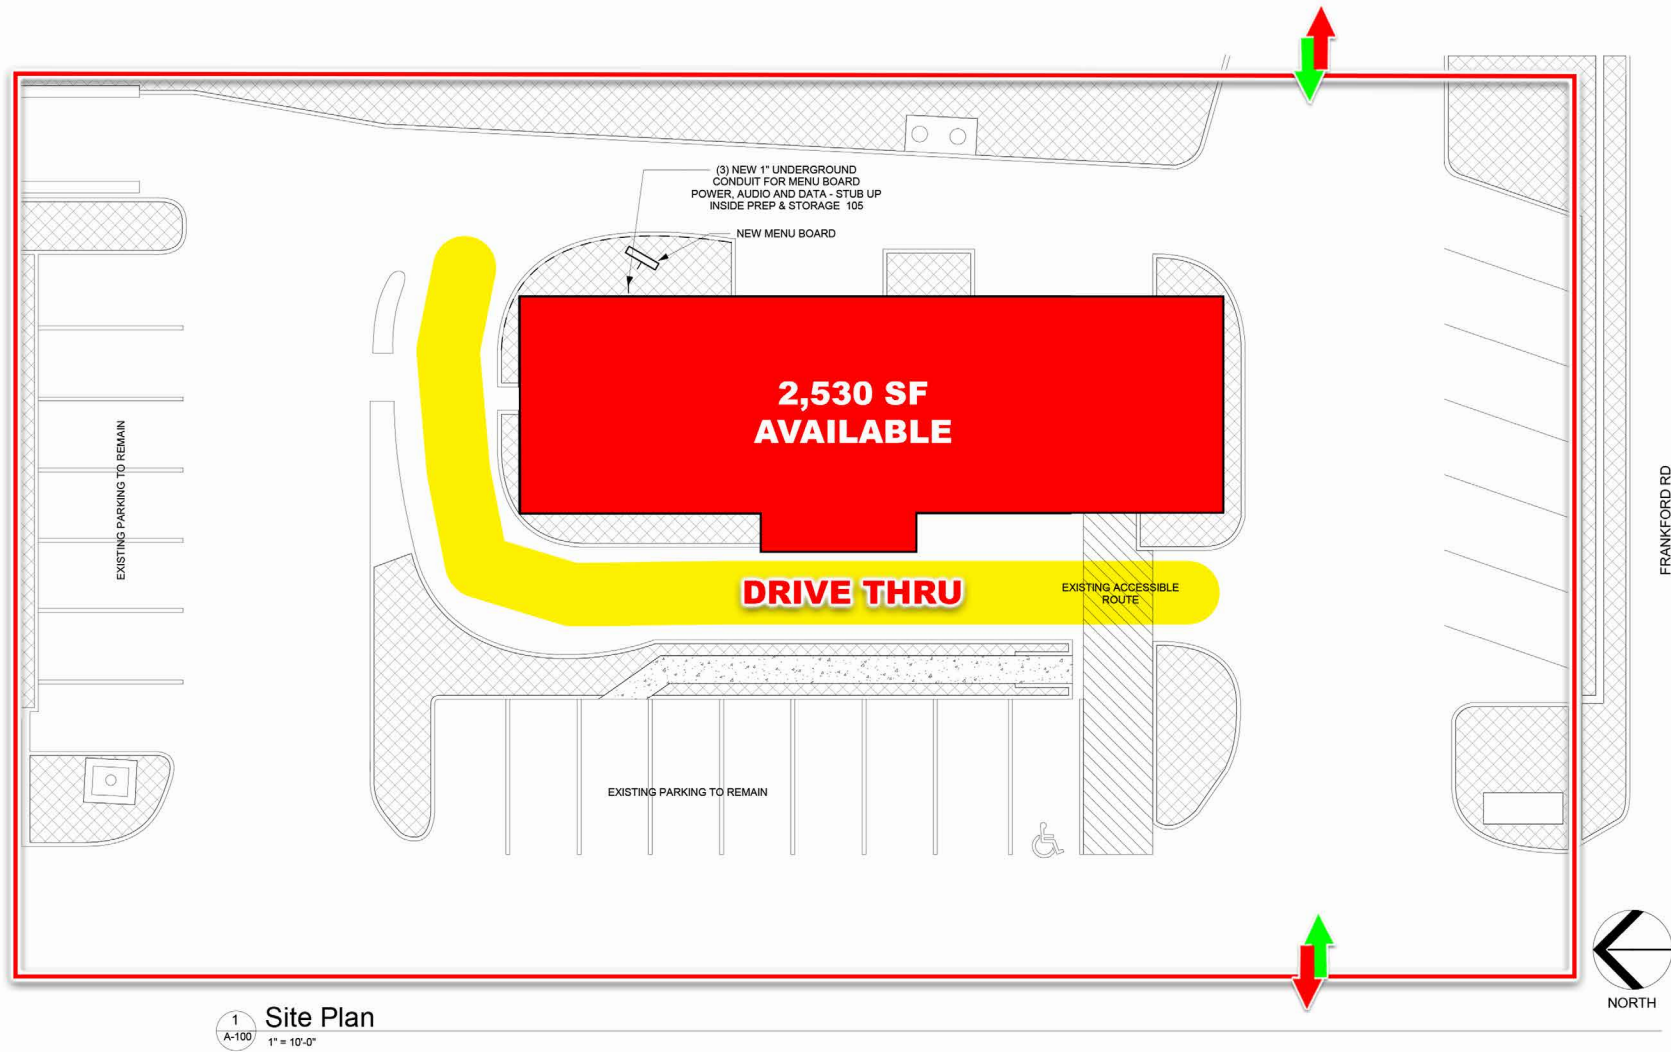 (3) NEW 1" UNDERGROUND
CONDUIT FOR MENU BOARD
POWER, AUDIO AND DATA - STUB UP
INSIDE PREP & STORAGE 105
NEW MENU BOARD
2,530 SF
AVAILABLE
EXISTING PARKING TO REMAIN
FRANKFORD RD
DRIVE THRU
EXISTING ACCESSIBLE
ROUTE
EXISTING PARKING TO REMAIN
NORTH
1
A-100
Site Plan
1" = 10'-0"